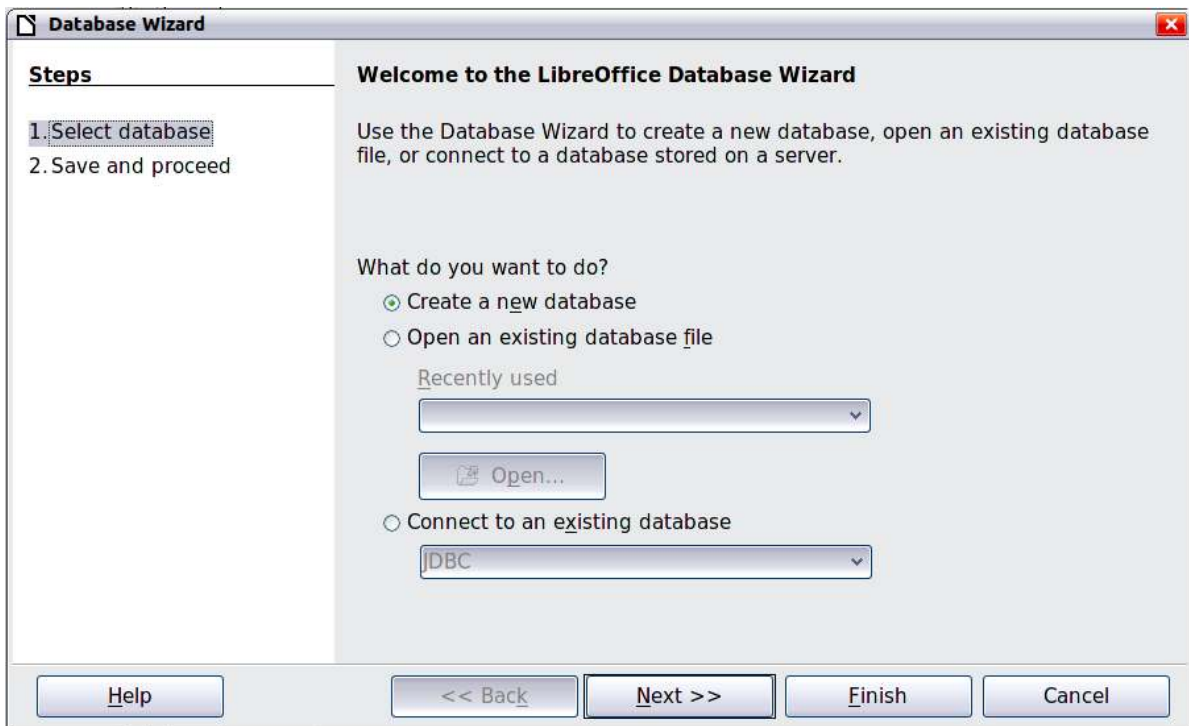 Database Wizard
Steps
1. Select database
2. Save and proceed
Welcome to the LibreOffice Database Wizard
Use the Database Wizard to create a new database, open an existing database
file, or connect to a database stored on a server.
What do you want to do?
Create a new database
Open an existing database file
Recently used
Open...
Connect to an existing database
JDBC
Help
<< Back
Next >>
Finish
Cancel